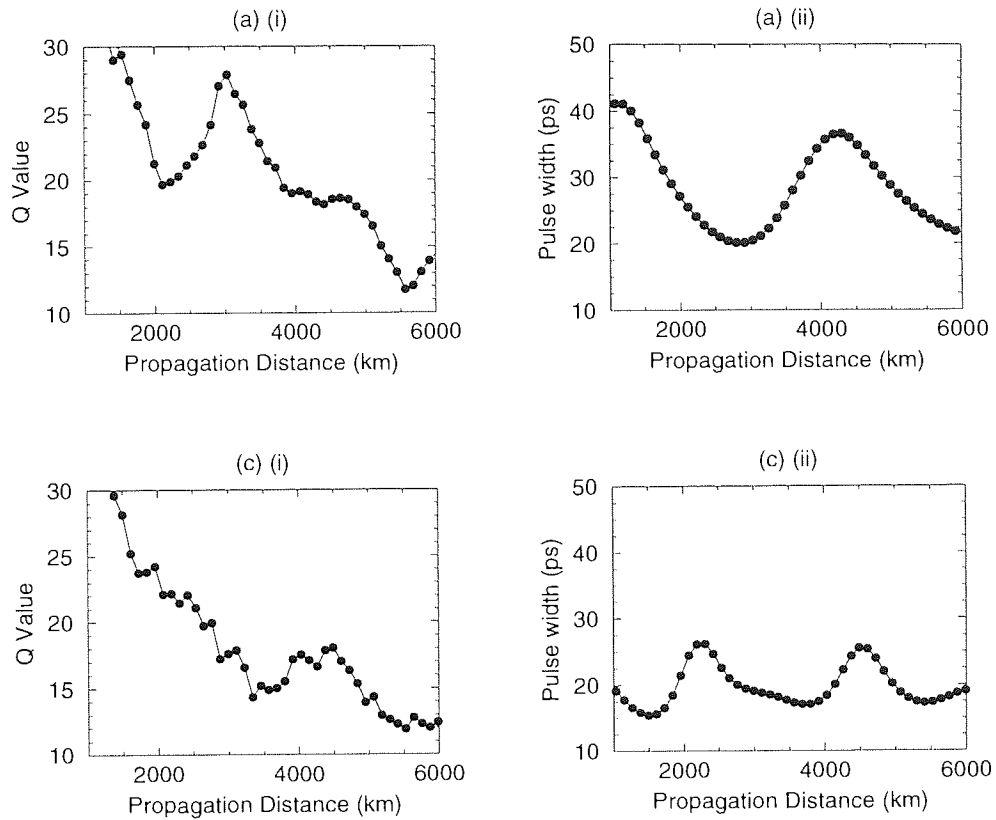 (a) (i)
30
25
20
15
10
Q Value
2000
4000
6000
Propagation Distance (km)
(a) (ii)
50
40
30
20
10
Pulse width (ps)
2000
4000
6000
Propagation Distance (km)
(c) (i)
30
25
20
15
10
Q Value
2000
4000
6000
Propagation Distance (km)
(c) (ii)
50
40
30
20
10
Pulse width (ps)
2000
4000
6000
Propagation Distance (km)